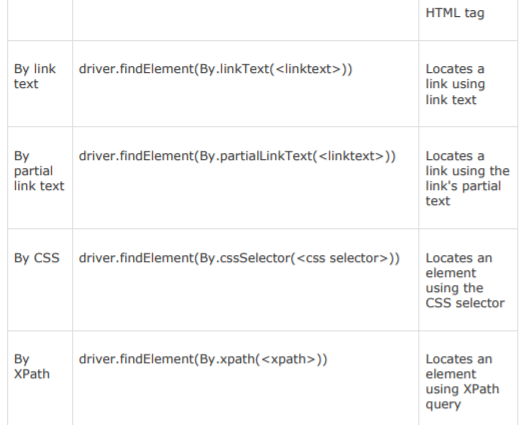 HTML tag
By link
text
driver.findElement(By.linkText(<linktext>))
Locates a
link using
link text
By
partial
link text
driver.findElement(By.partialLinkText(<linktext>))
Locates a
link using the
link's partial
text
By CSS
driver.findElement(By.cssSelector(<css selector>))
Locates an
element
using the
CSS selector
By
XPath
driver.findElement(By.xpath(<xpath>))
Locates an
element
using XPath
query